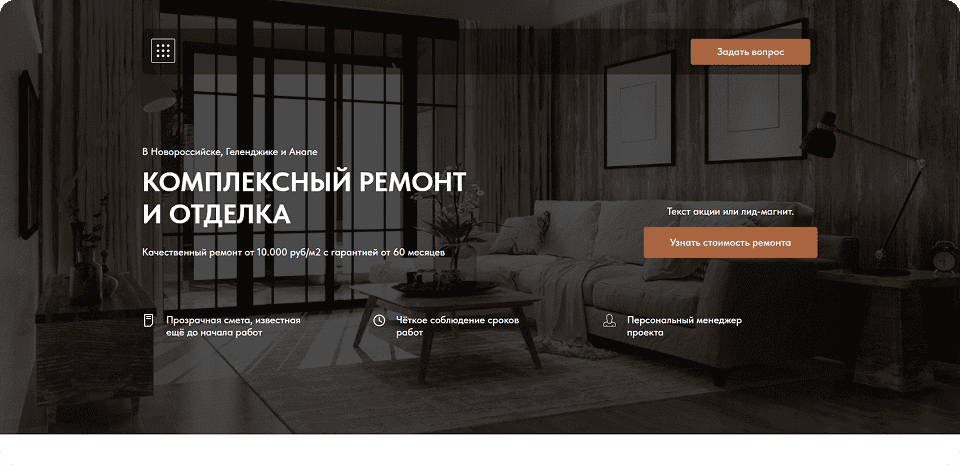 Задать вопрос
В Новороссийске, Геленджике и Анапе
КОМПЛЕКСНЫЙ РЕМОНТ
И ОТДЕЛКА
Качественный ремонт от 10.000 руб/м2 с гарантией от 60 месяцев
Текст акции или лид-магнит.
Узнать стоимость ремонта
Прозрачная смета, известная
ещё до начала работ
Чёткое соблюдение сроков
работ
Персональный менеджер
проекта